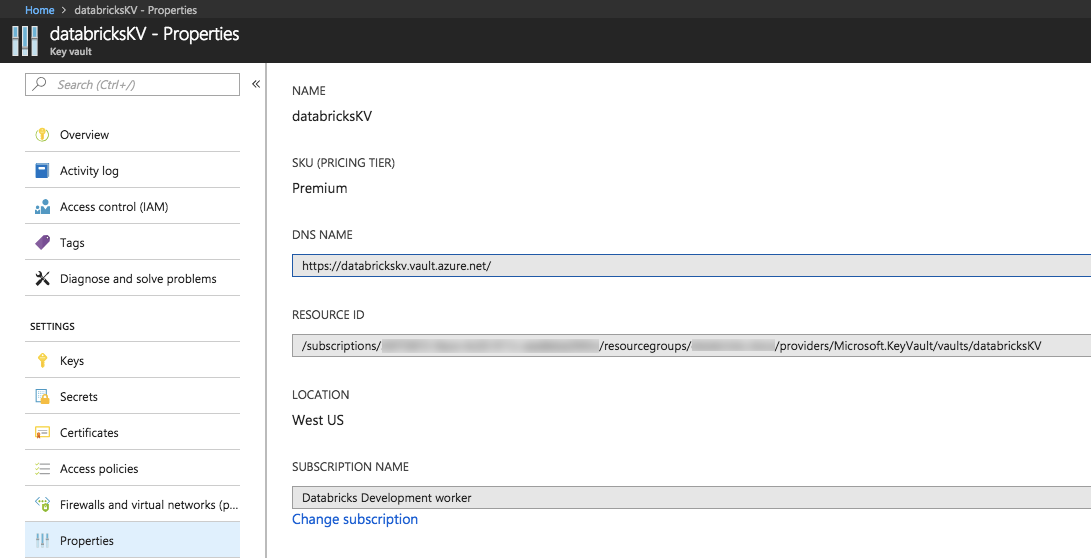 Home > databricksKV - Properties
databricksKV - Properties
Key vault
Search (Ctrl+/)
«
Overview
Activity log
Access control (IAM)
Tags
Diagnose and solve problems
SETTINGS
Keys
Secrets
Certificates
Access policies
Firewalls and virtual networks (p...
Properties
NAME
databricksKV
SKU (PRICING TIER)
Premium
DNS NAME
https://databrickskv.vault.azure.net/
RESOURCE ID
/subscriptions/ /resourcegroups/ /providers/Microsoft.KeyVault/vaults/databricksKV
LOCATION
West US
SUBSCRIPTION NAME
Databricks Development worker
Change subscription